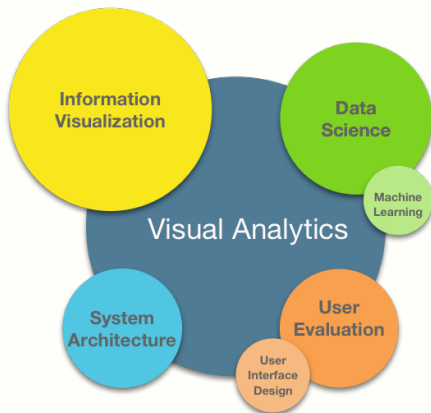 Information
Visualization
Data
Science
Machine
Learning
Visual Analytics
System
Architecture
User
Evaluation
User
Interface
Design